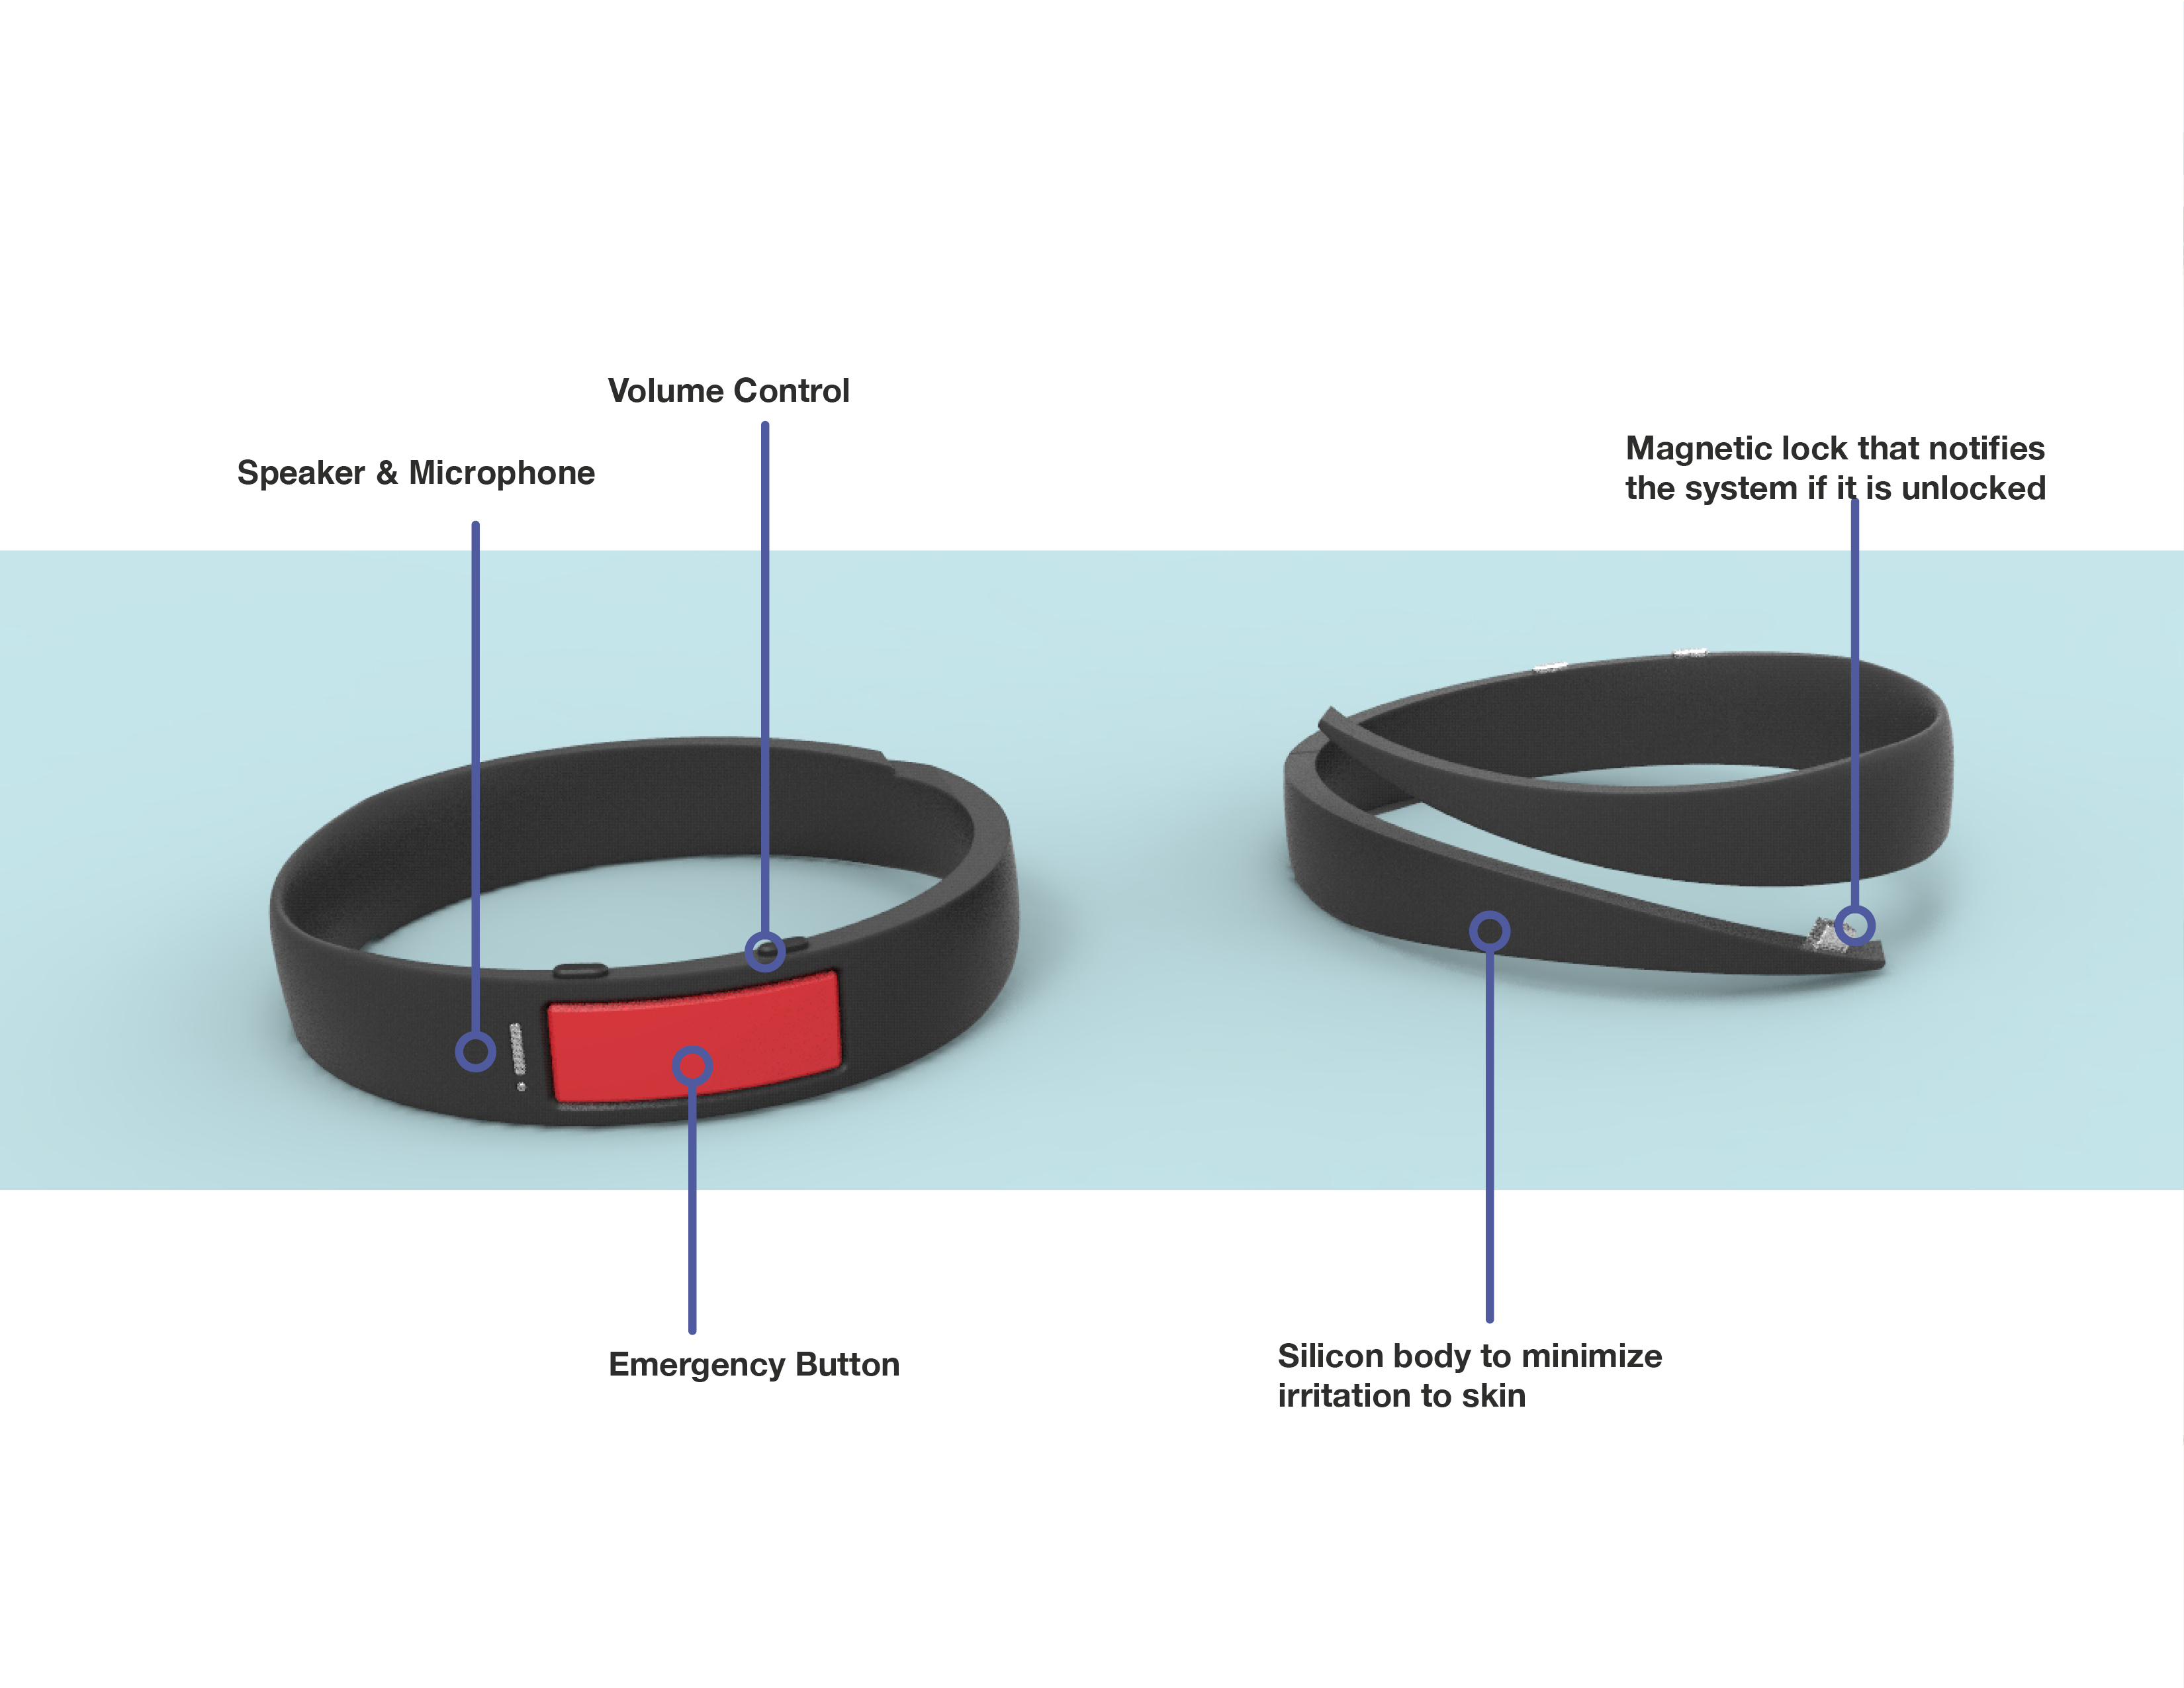 Volume Control
Speaker & Microphone
Magnetic lock that notifies
the system if it is unlocked
Emergency Button
Silicon body to minimize
irritation to skin